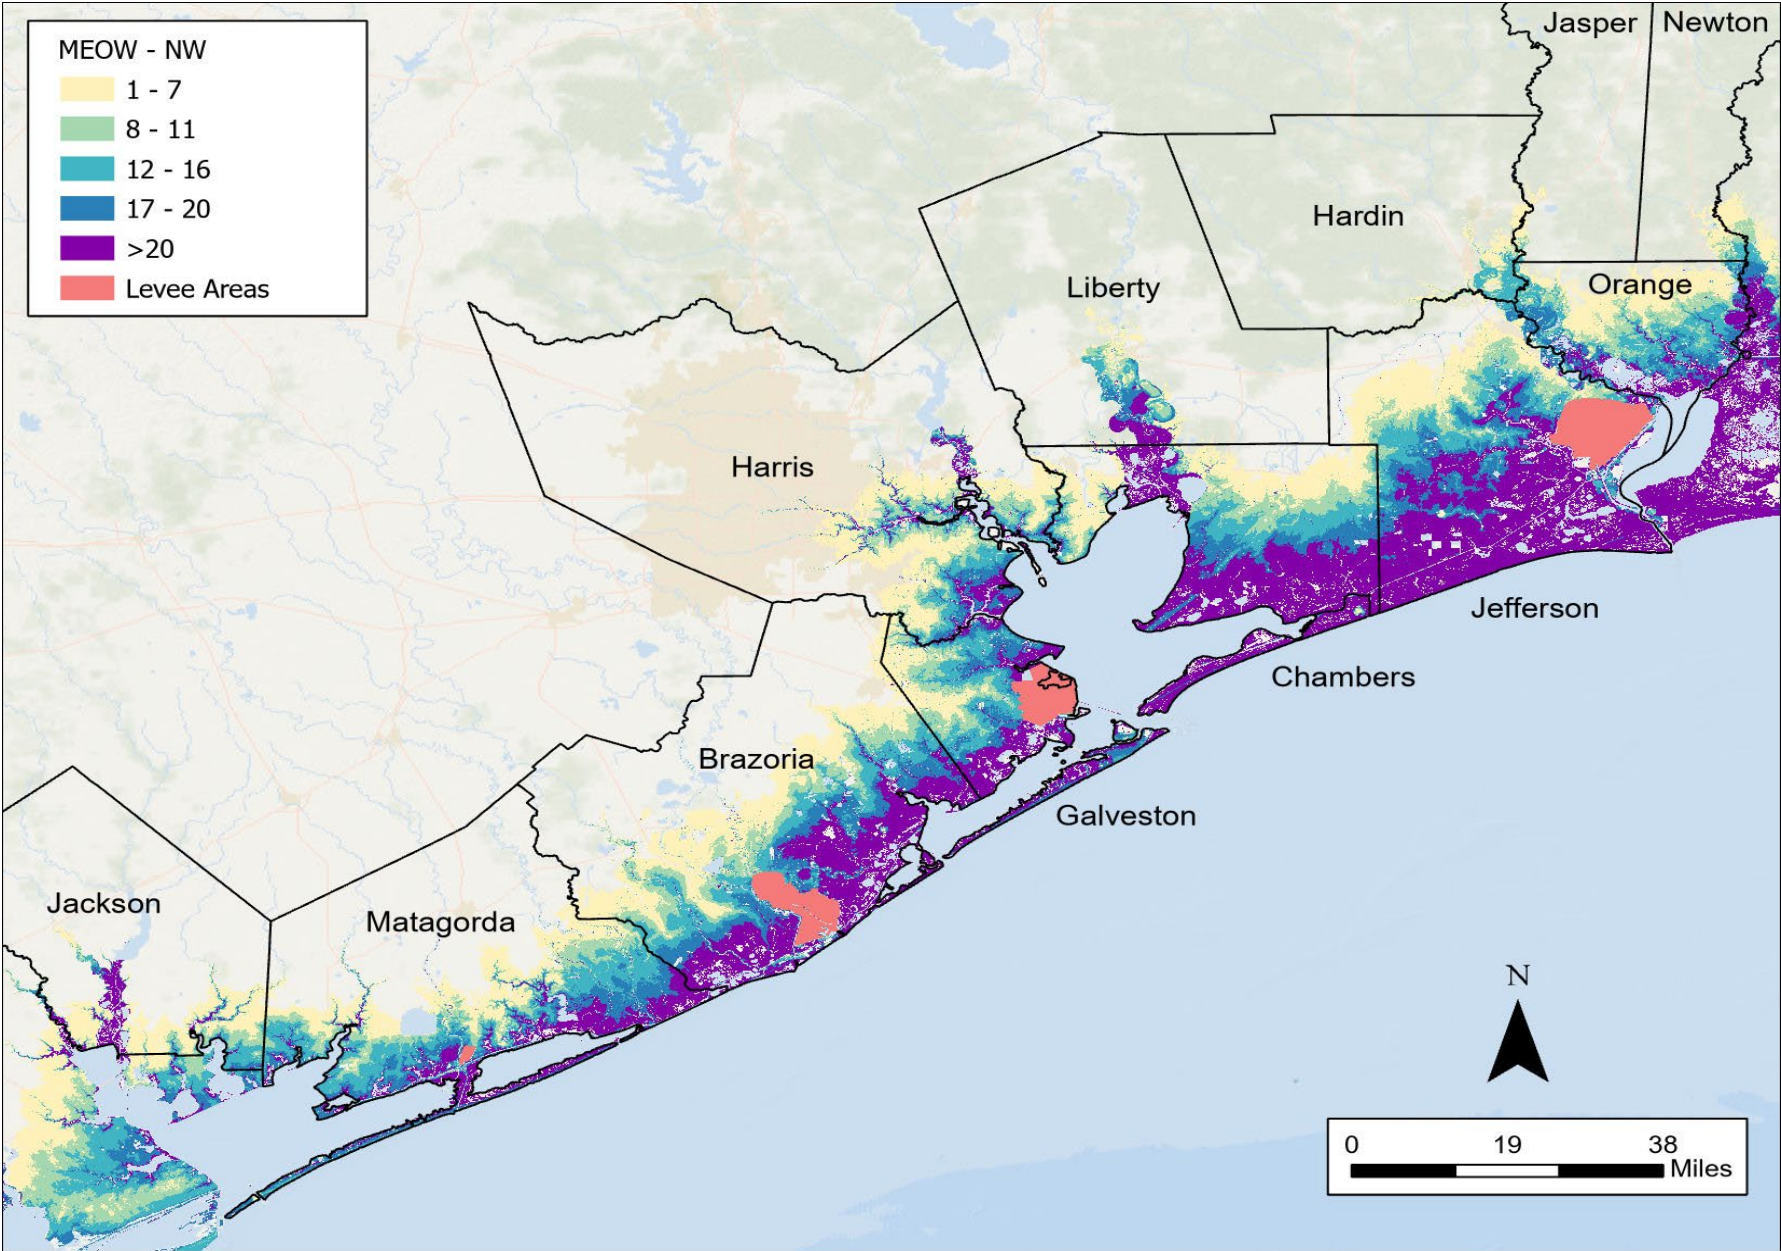 MEOW - NW
1 - 7
8 - 11
12 - 16
17 - 20
>20
Levee Areas
Jasper
Newton
Hardin
Liberty
Orange
Harris
Jefferson
Chambers
Brazoria
Galveston
Jackson
Matagorda
N
0 19 38
Miles